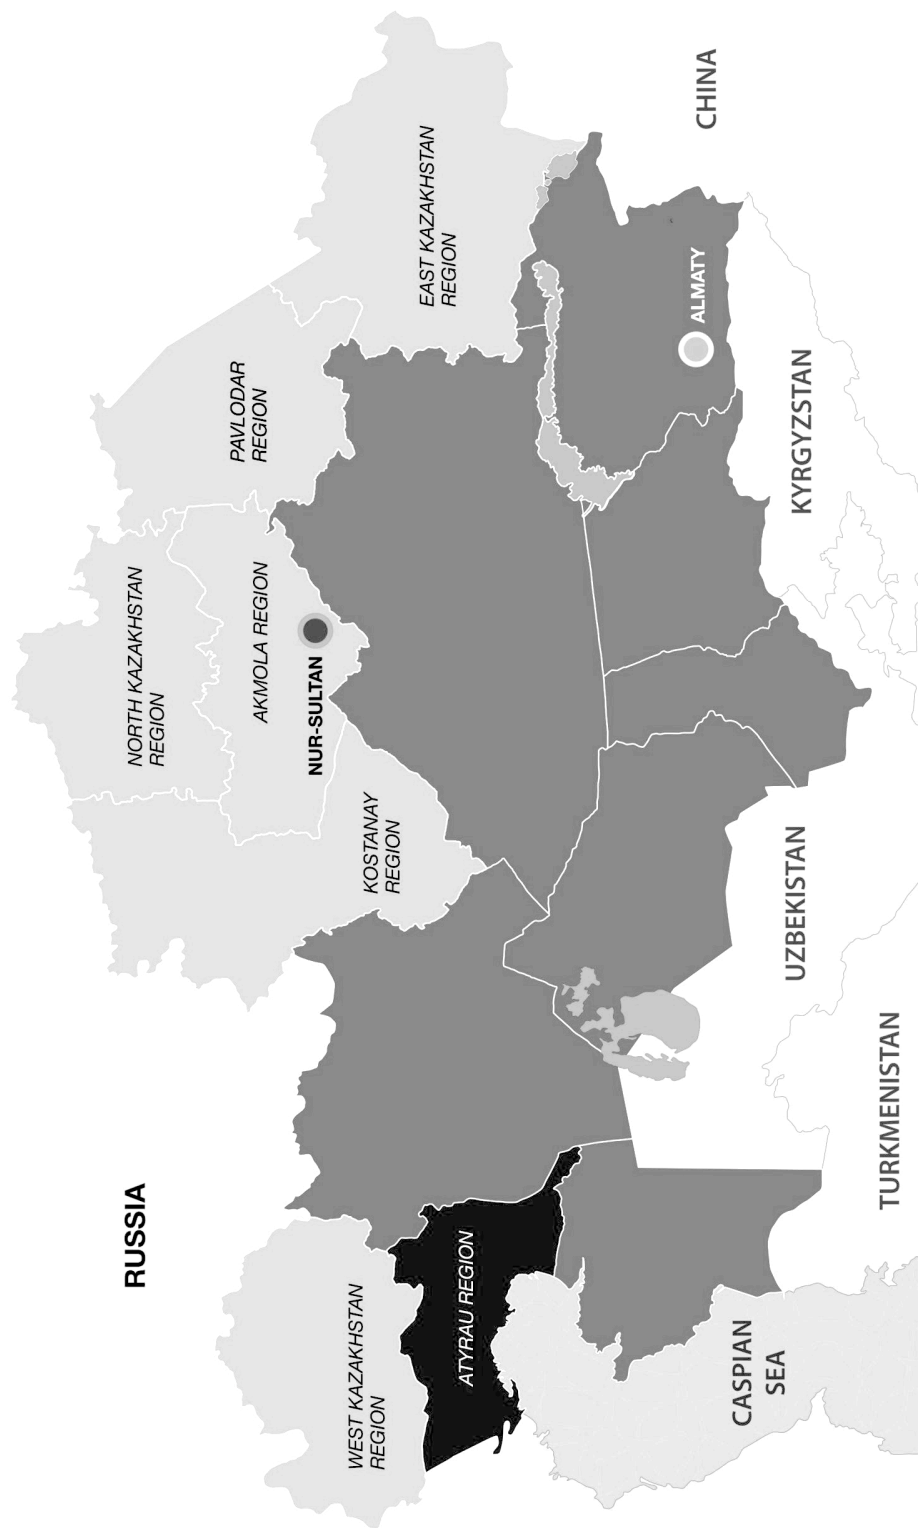 RUSSIA
NORTH KAZAKHSTAN
REGION
PAVLODAR
REGION
AKMOLA REGION
NUR-SULTAN
KOSTANAY
REGION
EAST KAZAKHSTAN
REGION
WEST KAZAKHSTAN
REGION
ATYRAU REGION
ALMATY
CHINA
CASPIAN
SEA
UZBEKISTAN
KYRGYZSTAN
TURKMENISTAN